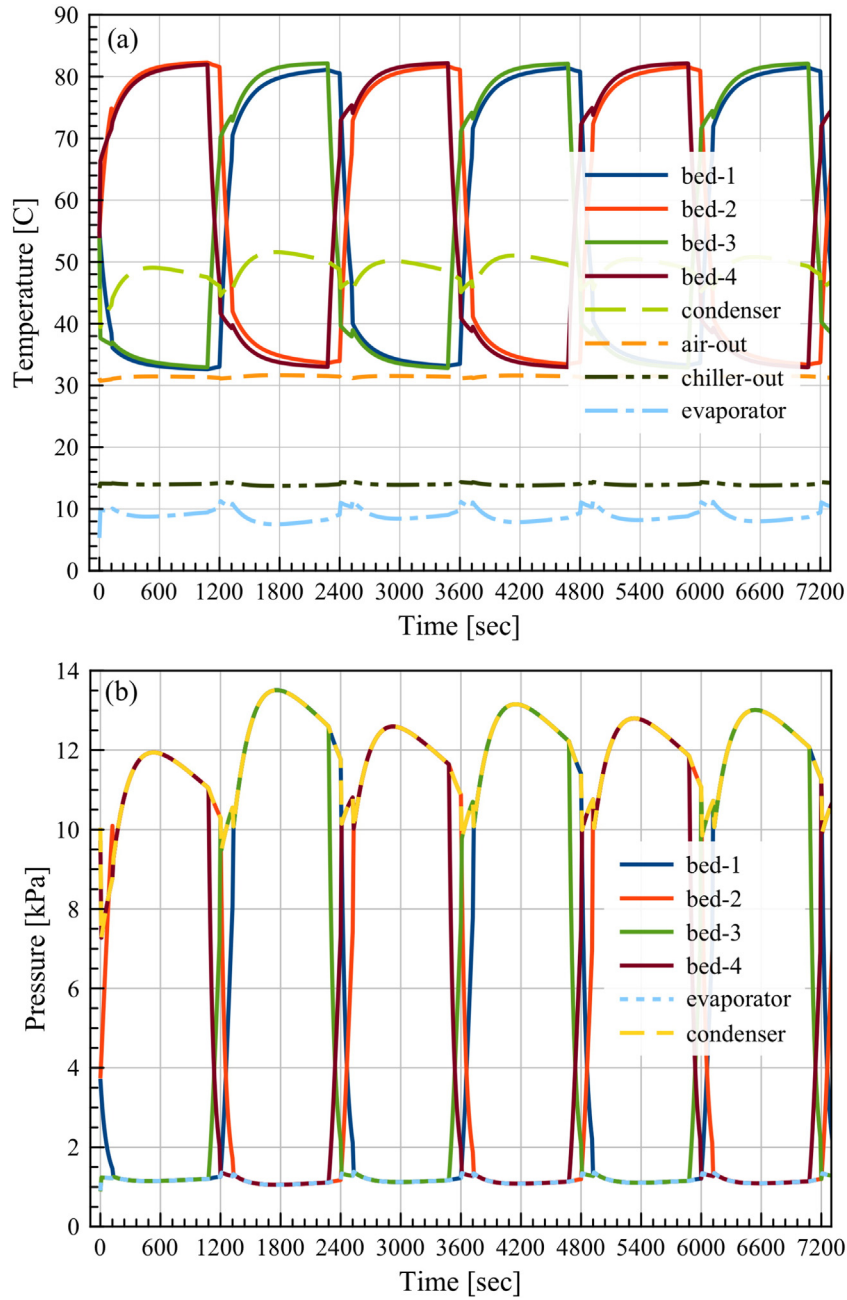 (a)
90
80
70
60
50
40
30
20
10
0
Temperature [C]
bed-1
bed-2
bed-3
bed-4
condenser
air-out
chiller-out
evaporator
0 600 1200 1800 2400 3000 3600 4200 4800 5400 6000 6600 7200
Time [sec]
(b)
14
12
10
8
6
4
2
0
Pressure [kPa]
bed-1
bed-2
bed-3
bed-4
evaporator
condenser
0 600 1200 1800 2400 3000 3600 4200 4800 5400 6000 6600 7200
Time [sec]